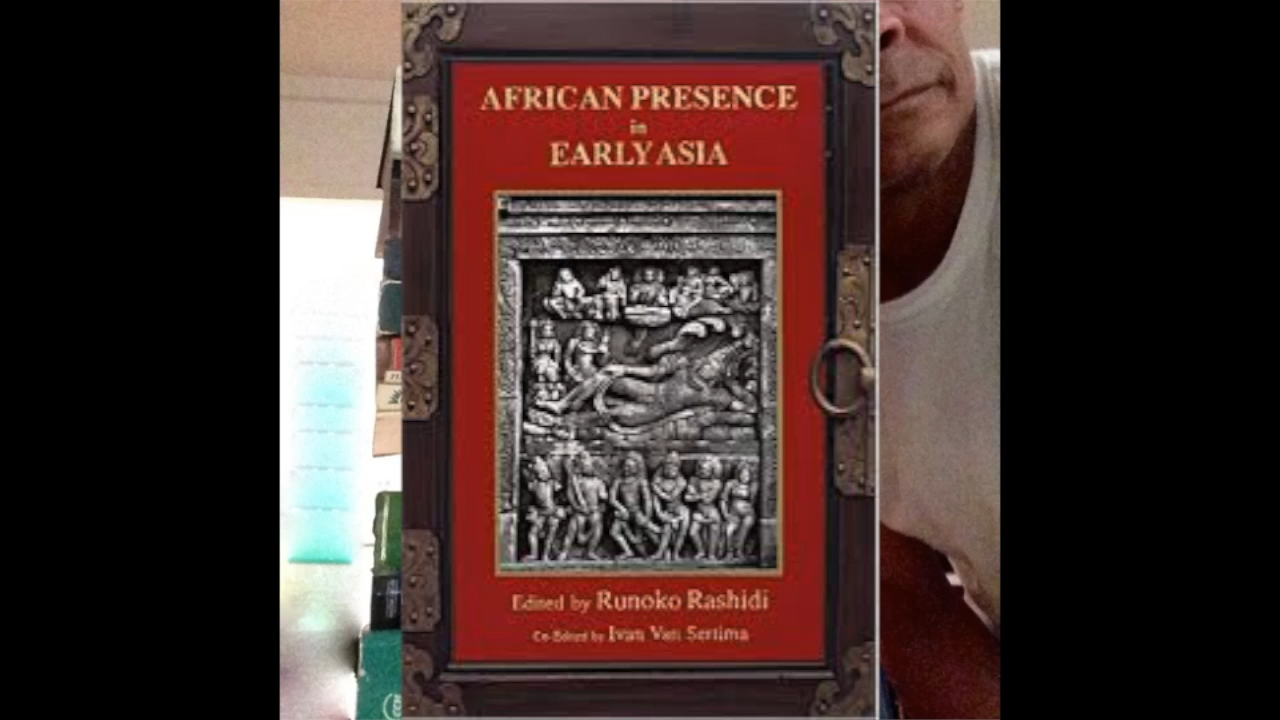 AFRICAN PRESENCE
in
EARLY ASIA
Edited by Runoko Rashidi
Co-Edited by Ivan Van Sertima